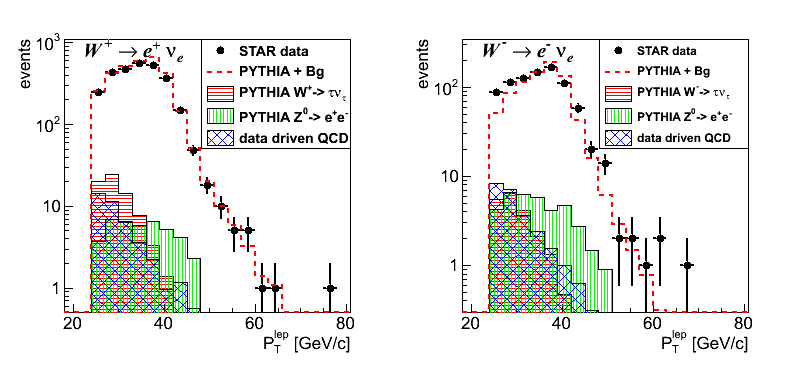 events
W⁺ → e⁺ νₑ
STAR data
PYTHIA + Bg
PYTHIA W⁺-> τν_τ
PYTHIA Z⁰-> e⁺e⁻
data driven QCD
10³
10²
10
1
20 40 60 80
P_T^lep [GeV/c]
events
W⁻ → e⁻ νₑ
STAR data
PYTHIA + Bg
PYTHIA W⁻-> τν_τ
PYTHIA Z⁰-> e⁺e⁻
data driven QCD
10²
10
1
20 40 60 80
P_T^lep [GeV/c]